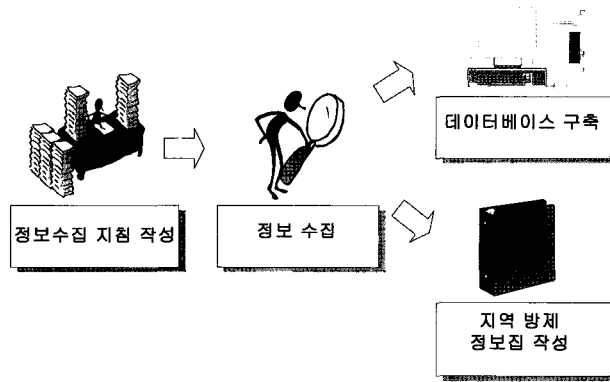 정보수집 지침 작성
정보 수집
데이터베이스 구축
지역 방제
정보집 작성